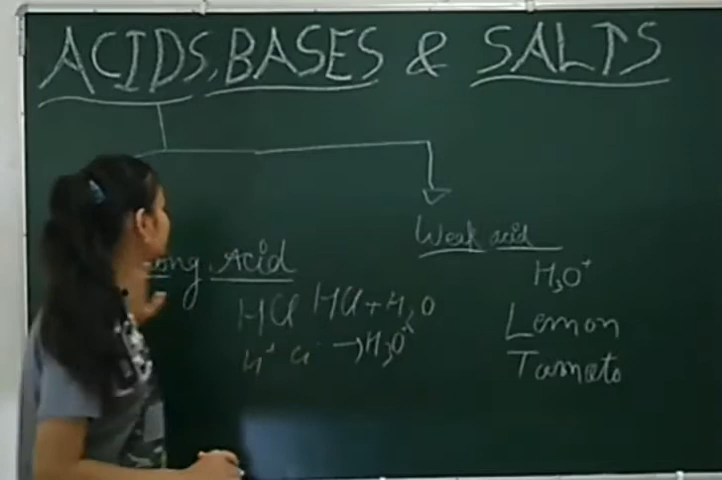 ACIDS, BASES & SALTS
ong Acid
HCl HCl + H₂O
H⁺ Cl⁻ → H₃O⁺
Weak acid
H₃O⁺
Lemon
Tamato